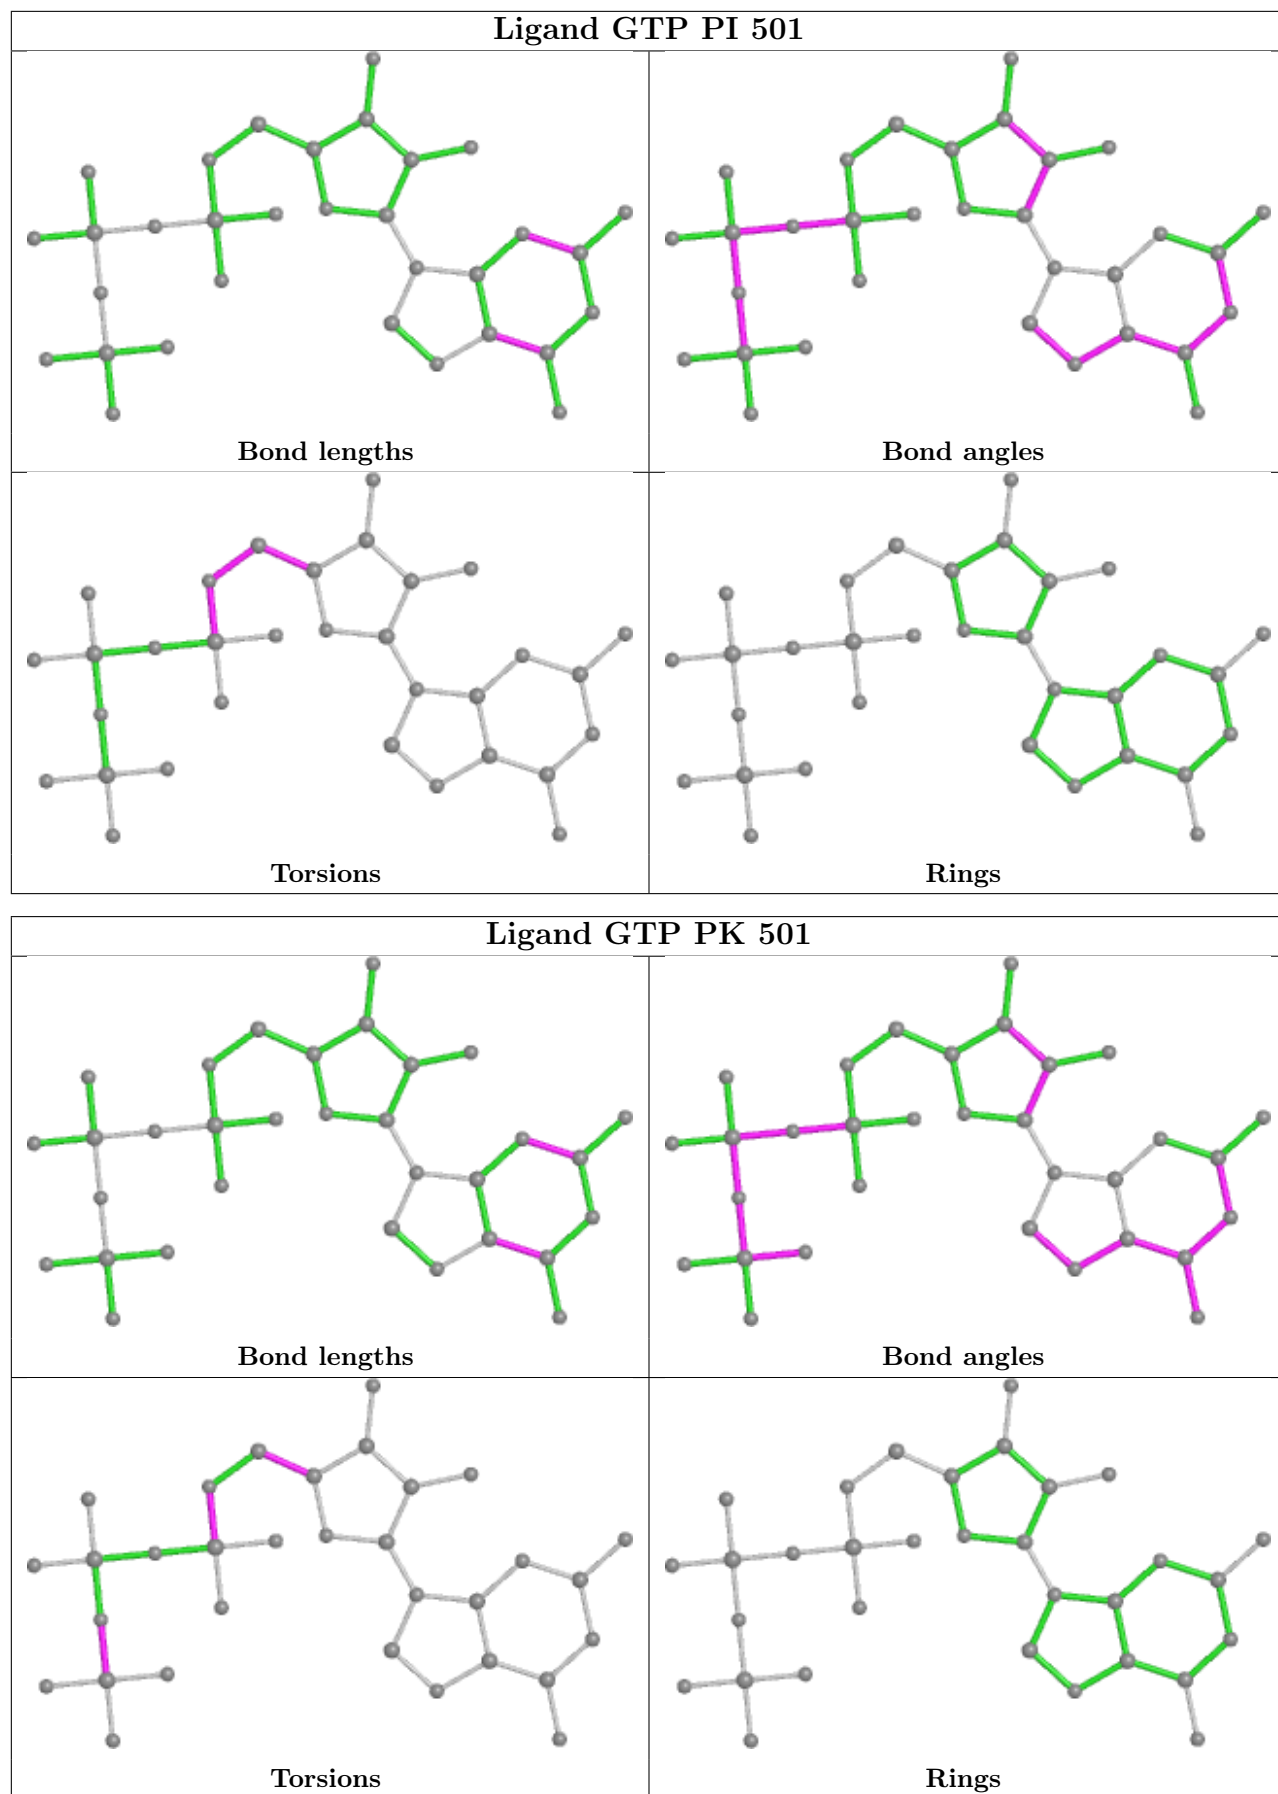 Ligand GTP PI 501
Bond lengths
Bond angles
Torsions
Rings
Ligand GTP PK 501
Bond lengths
Bond angles
Torsions
Rings